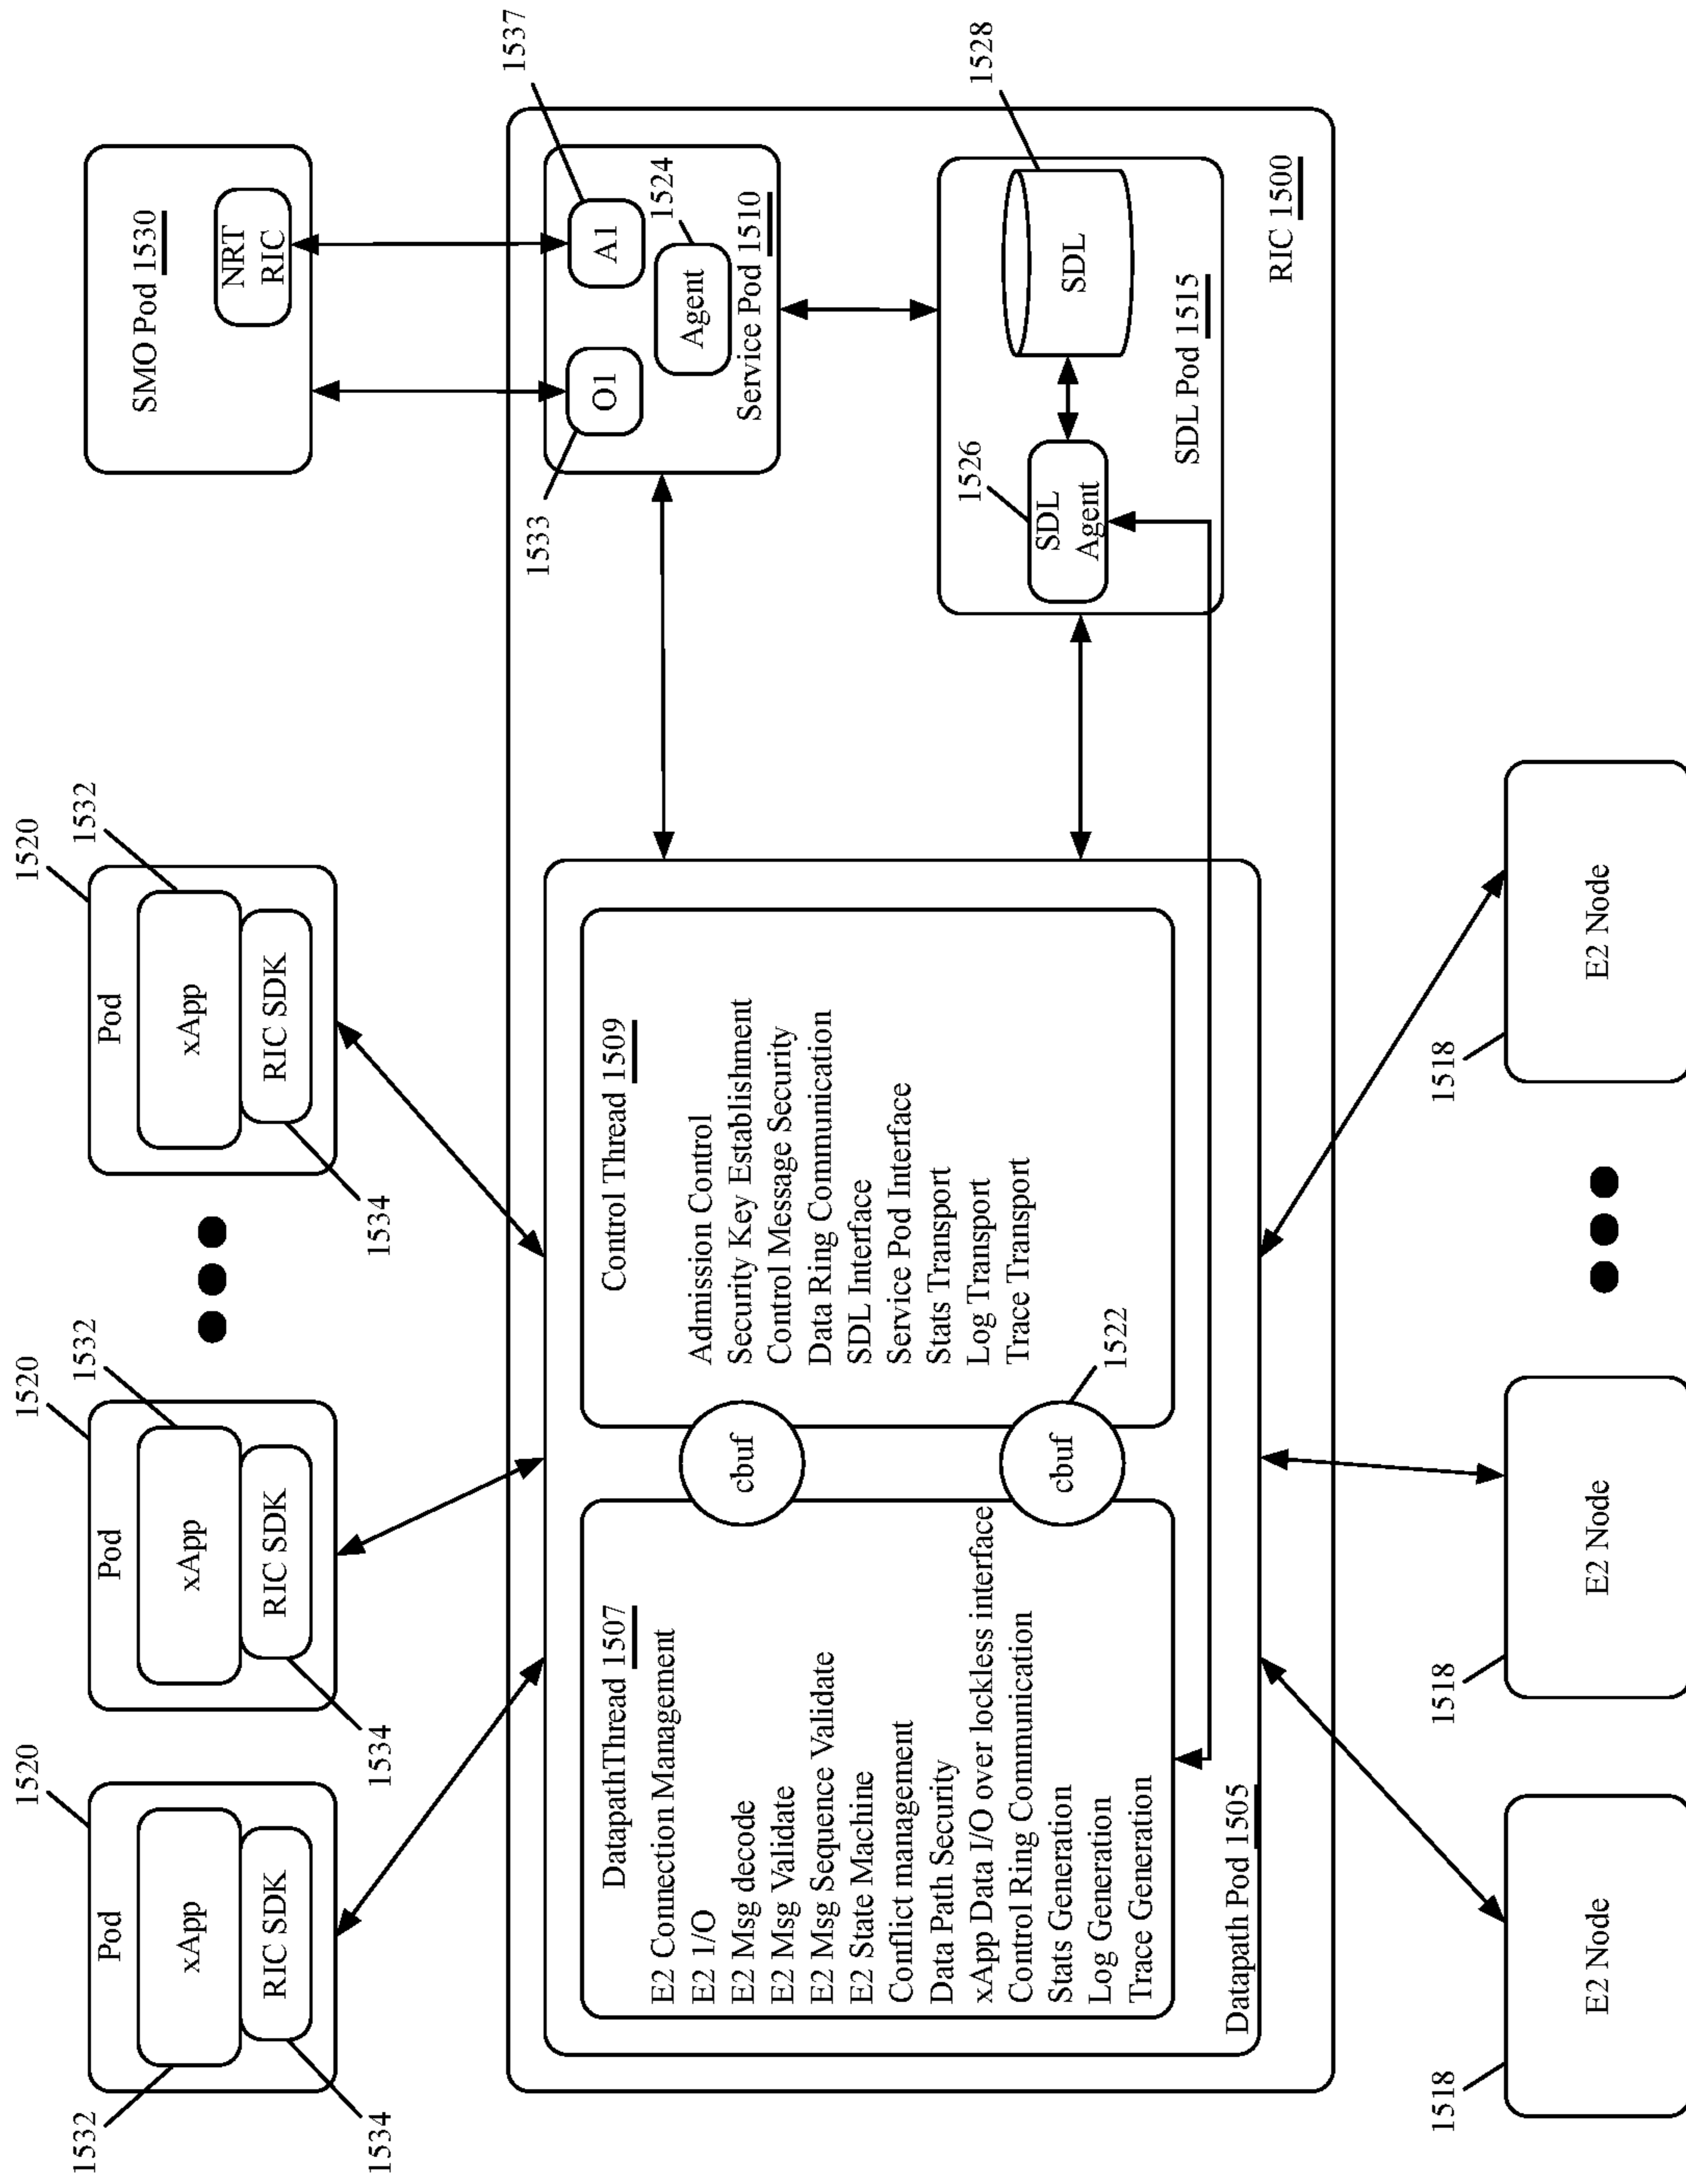 1520
1520
1520
1532
1532
1532
Pod
xApp
RIC SDK
1534
Pod
xApp
RIC SDK
1534
Pod
xApp
RIC SDK
1534
SMO Pod 1530
NRT
RIC
DatapathThread 1507
E2 Connection Management
E2 I/O
E2 Msg decode
E2 Msg Validate
E2 Msg Sequence Validate
E2 State Machine
Conflict management
Data Path Security
xApp Data I/O over lockless interface
Control Ring Communication
Stats Generation
Log Generation
Trace Generation
cbuf
cbuf
1522
Control Thread 1509
Admission Control
Security Key Establishment
Control Message Security
Data Ring Communication
SDL Interface
Service Pod Interface
Stats Transport
Log Transport
Trace Transport
Datapath Pod 1505
1533
1537
O1
A1
1524
Agent
Service Pod 1510
1526
1528
SDL
Agent
SDL
SDL Pod 1515
RIC 1500
1518
E2 Node
1518
E2 Node
1518
E2 Node